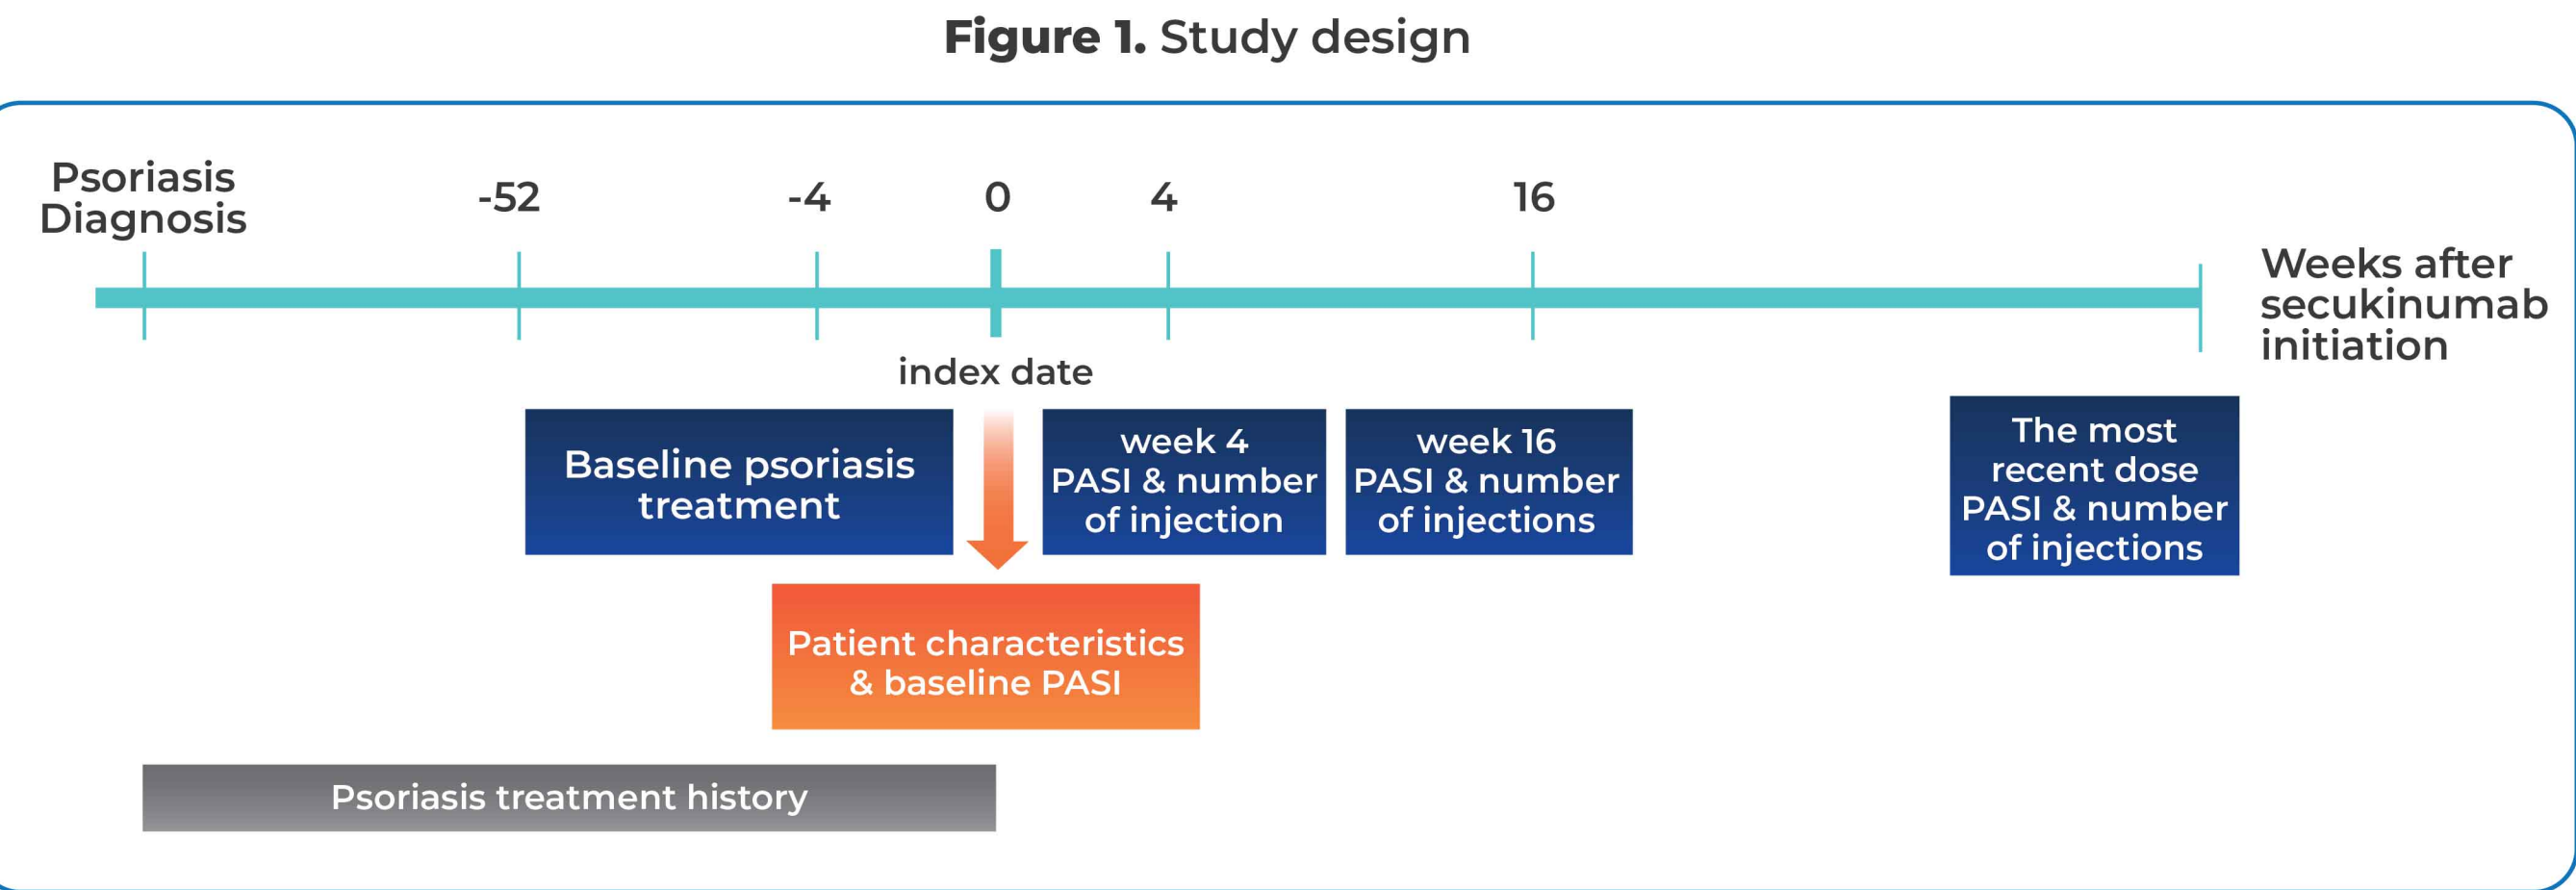 Figure 1. Study design
Psoriasis
Diagnosis
-52
-4
0
4
16
Weeks after
secukinumab
initiation
index date
Baseline psoriasis
treatment
week 4
PASI & number
of injection
week 16
PASI & number
of injections
The most
recent dose
PASI & number
of injections
Patient characteristics
& baseline PASI
Psoriasis treatment history